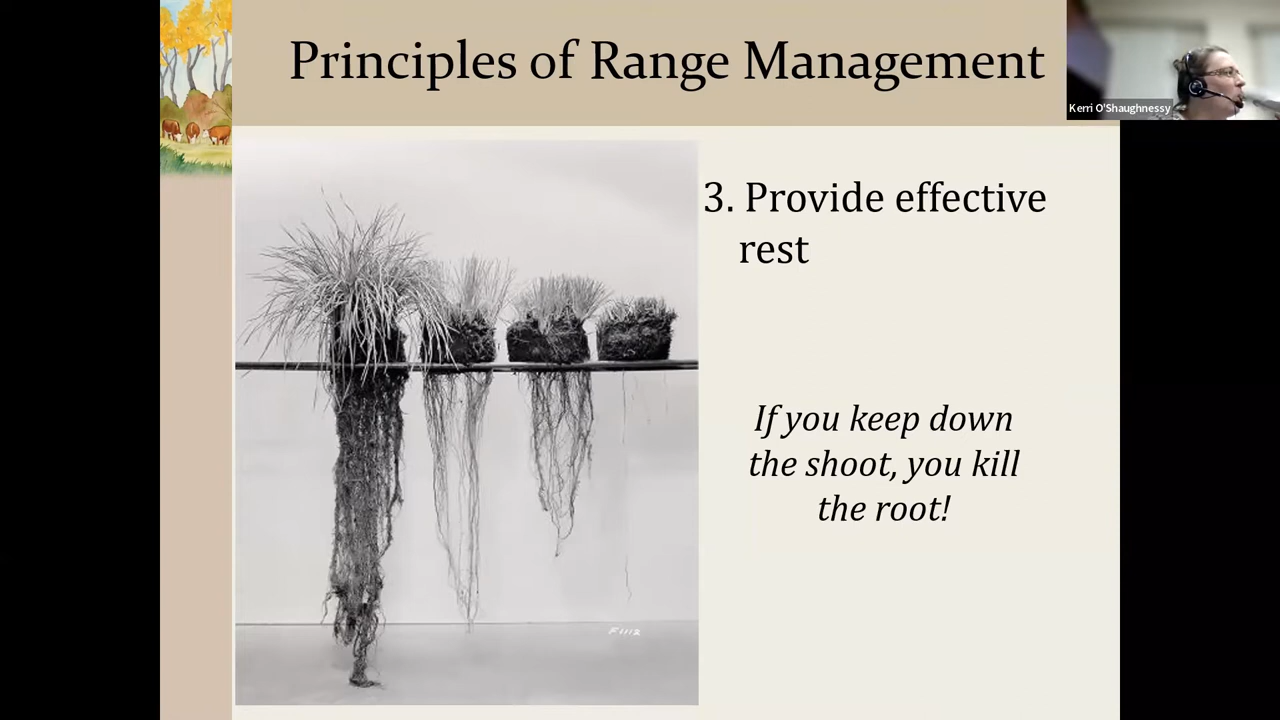 Principles of Range Management
Kerri O'Shaughnessy
3. Provide effective
rest
If you keep down
the shoot, you kill
the root!
F1112